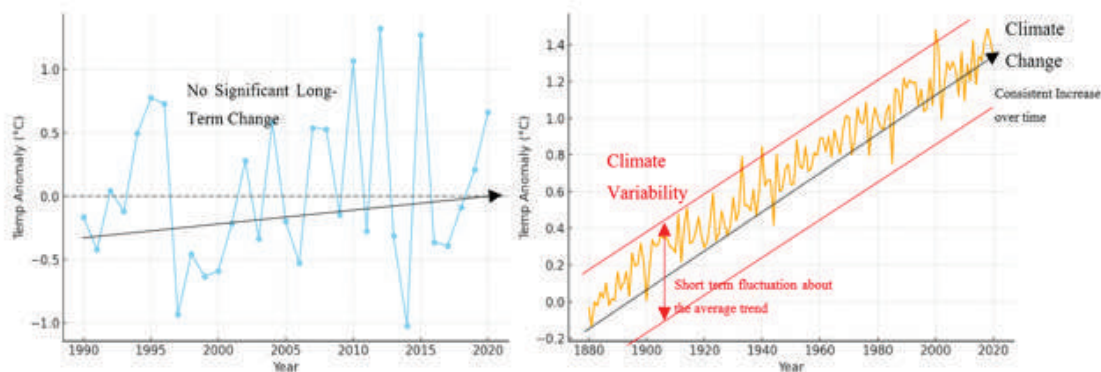 1.0
0.5
0.0
−0.5
−1.0
Temp Anomaly (°C)
No Significant Long-
Term Change
1990 1995 2000 2005 2010 2015 2020
Year
1.4
1.2
1.0
0.8
0.6
0.4
0.2
0.0
−0.2
Temp Anomaly (°C)
Climate
Variability
Short term fluctuation about
the average trend
Climate
Change
Consistent Increase
over time
1880 1900 1920 1940 1960 1980 2000 2020
Year